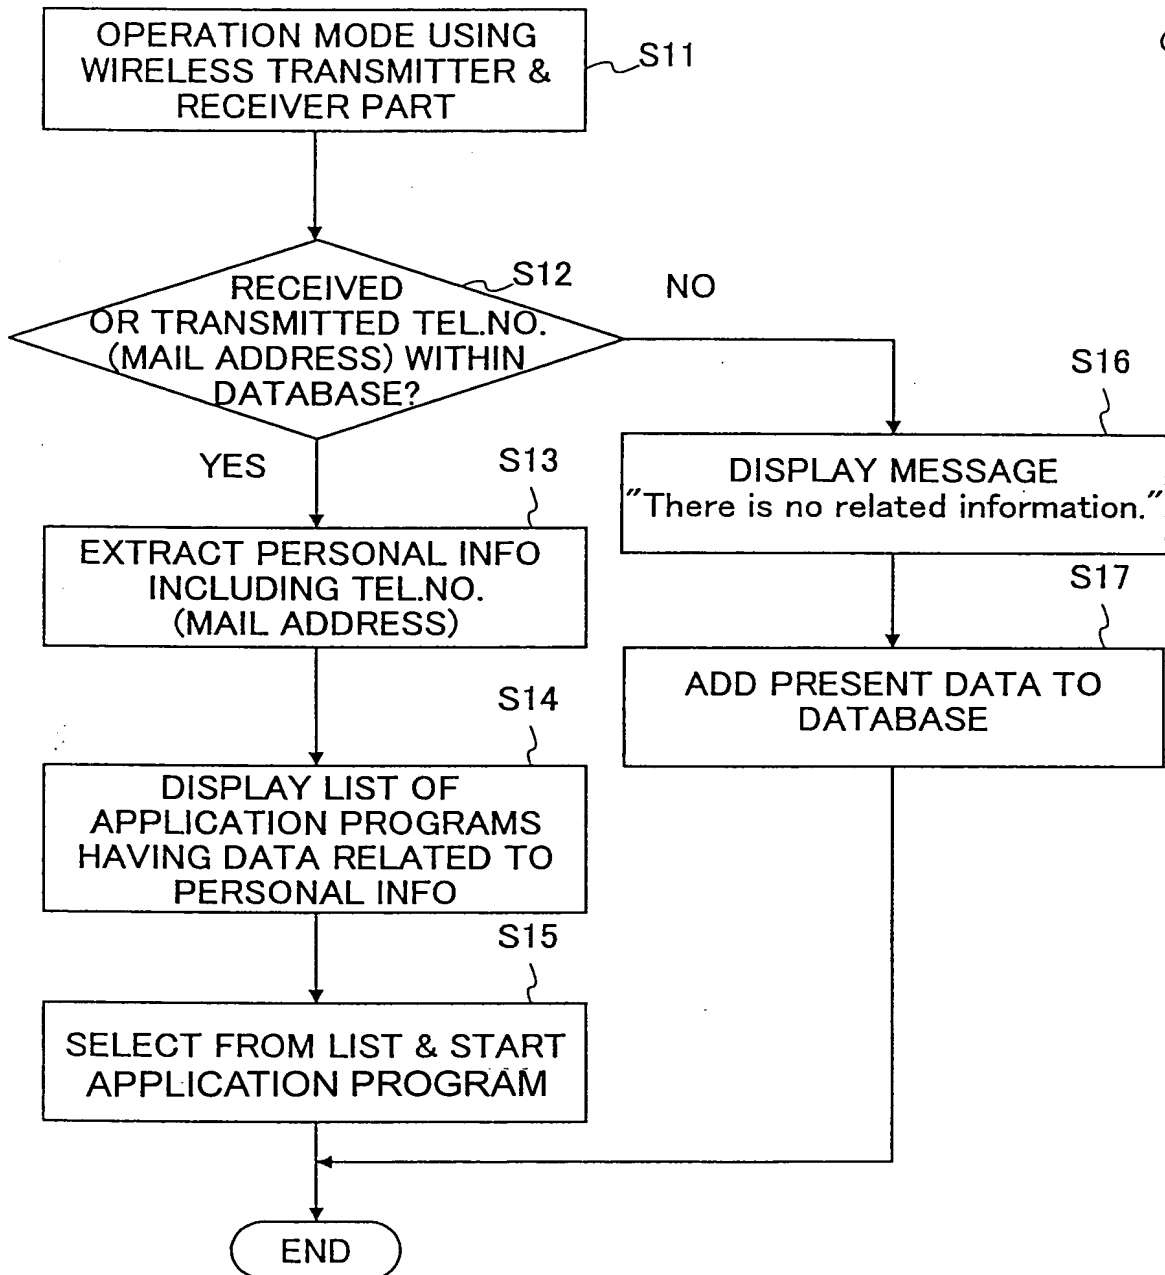 OPERATION MODE USING
WIRELESS TRANSMITTER &
RECEIVER PART
S11
S12
RECEIVED
OR TRANSMITTED TEL.NO.
(MAIL ADDRESS) WITHIN
DATABASE?
NO
YES
S13
EXTRACT PERSONAL INFO
INCLUDING TEL.NO.
(MAIL ADDRESS)
S14
DISPLAY LIST OF
APPLICATION PROGRAMS
HAVING DATA RELATED TO
PERSONAL INFO
S15
SELECT FROM LIST & START
APPLICATION PROGRAM
S16
DISPLAY MESSAGE
"There is no related information."
S17
ADD PRESENT DATA TO
DATABASE
END